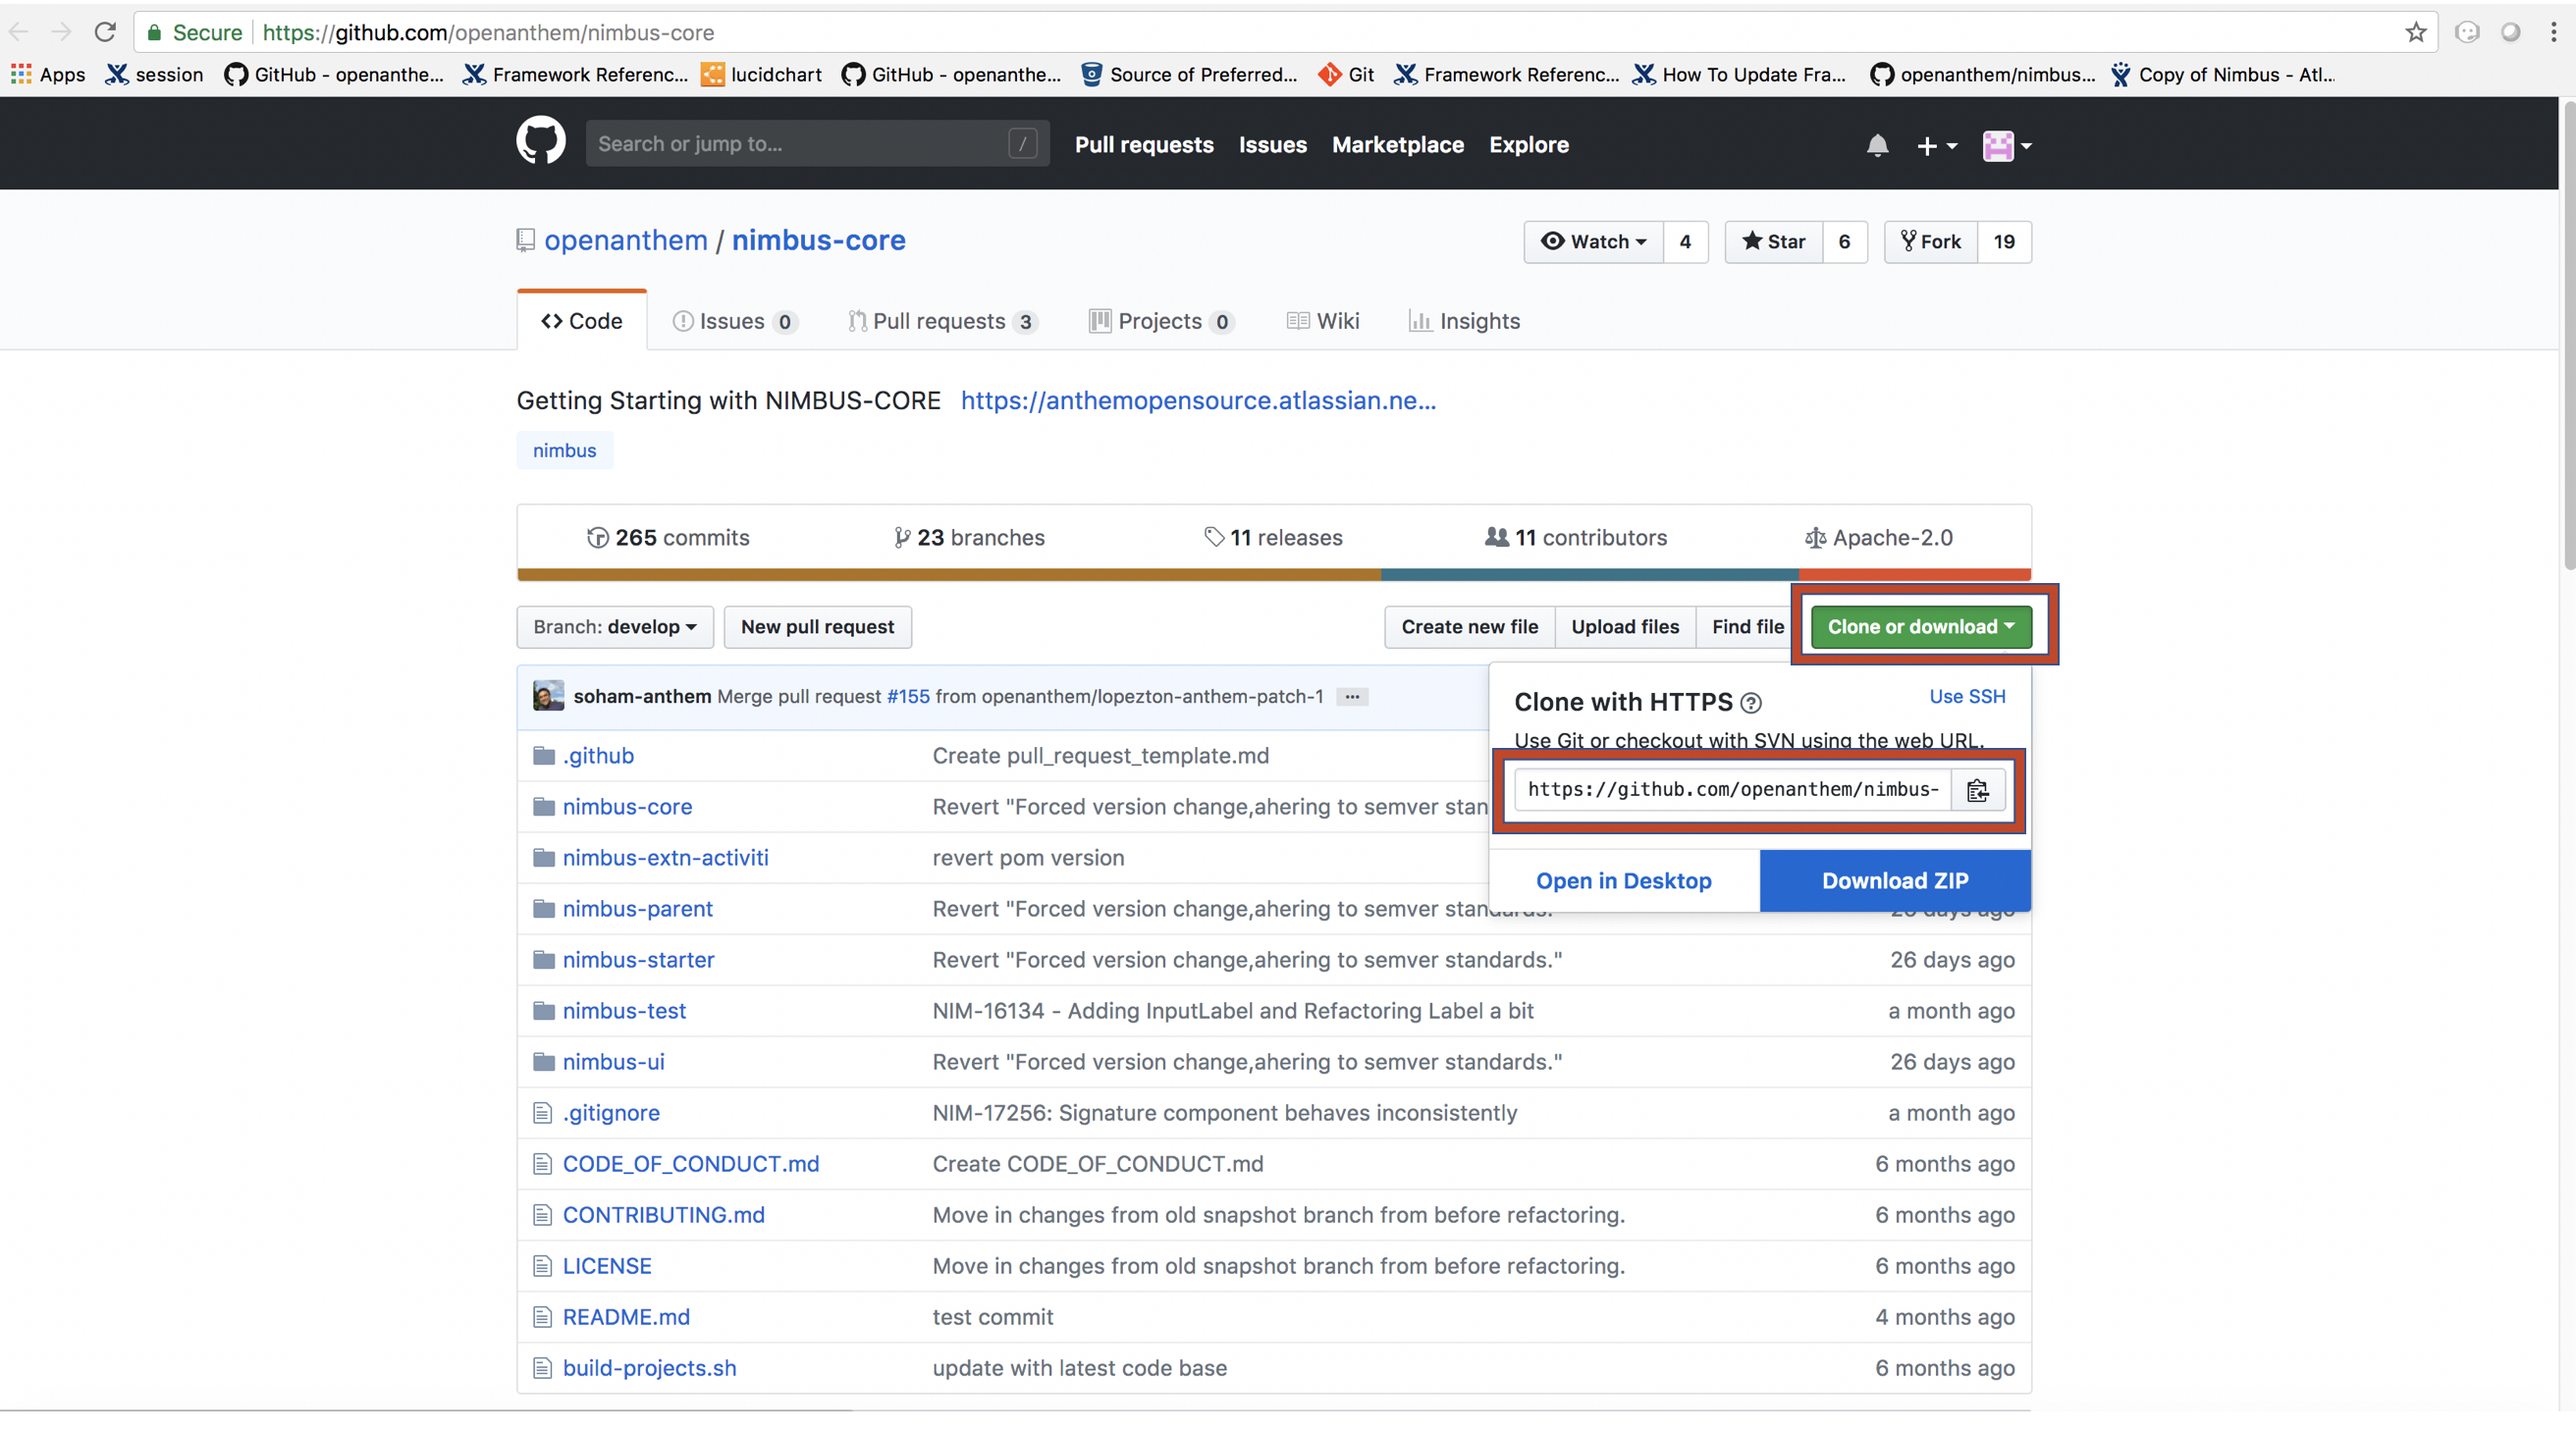 Secure https://github.com/openanthem/nimbus-core
Apps session GitHub - openanthe... Framework Referenc... lucidchart GitHub - openanthe... Source of Preferred... Git Framework Referenc... How To Update Fra... openanthem/nimbus... Copy of Nimbus - Atl...
Search or jump to... / Pull requests Issues Marketplace Explore
openanthem / nimbus-core Watch 4 Star 6 Fork 19
Code Issues 0 Pull requests 3 Projects 0 Wiki Insights
Getting Starting with NIMBUS-CORE https://anthemopensource.atlassian.ne...
nimbus
265 commits 23 branches 11 releases 11 contributors Apache-2.0
Branch: develop New pull request Create new file Upload files Find file Clone or download
soham-anthem Merge pull request #155 from openanthem/lopezton-anthem-patch-1 ...
Clone with HTTPS ? Use SSH
Use Git or checkout with SVN using the web URL.
https://github.com/openanthem/nimbus-
Open in Desktop Download ZIP
.github Create pull_request_template.md
nimbus-core Revert "Forced version change,ahering to semver stan
nimbus-extn-activiti revert pom version
nimbus-parent Revert "Forced version change,ahering to semver standards." 26 days ago
nimbus-starter Revert "Forced version change,ahering to semver standards." 26 days ago
nimbus-test NIM-16134 - Adding InputLabel and Refactoring Label a bit a month ago
nimbus-ui Revert "Forced version change,ahering to semver standards." 26 days ago
.gitignore NIM-17256: Signature component behaves inconsistently a month ago
CODE_OF_CONDUCT.md Create CODE_OF_CONDUCT.md 6 months ago
CONTRIBUTING.md Move in changes from old snapshot branch from before refactoring. 6 months ago
LICENSE Move in changes from old snapshot branch from before refactoring. 6 months ago
README.md test commit 4 months ago
build-projects.sh update with latest code base 6 months ago